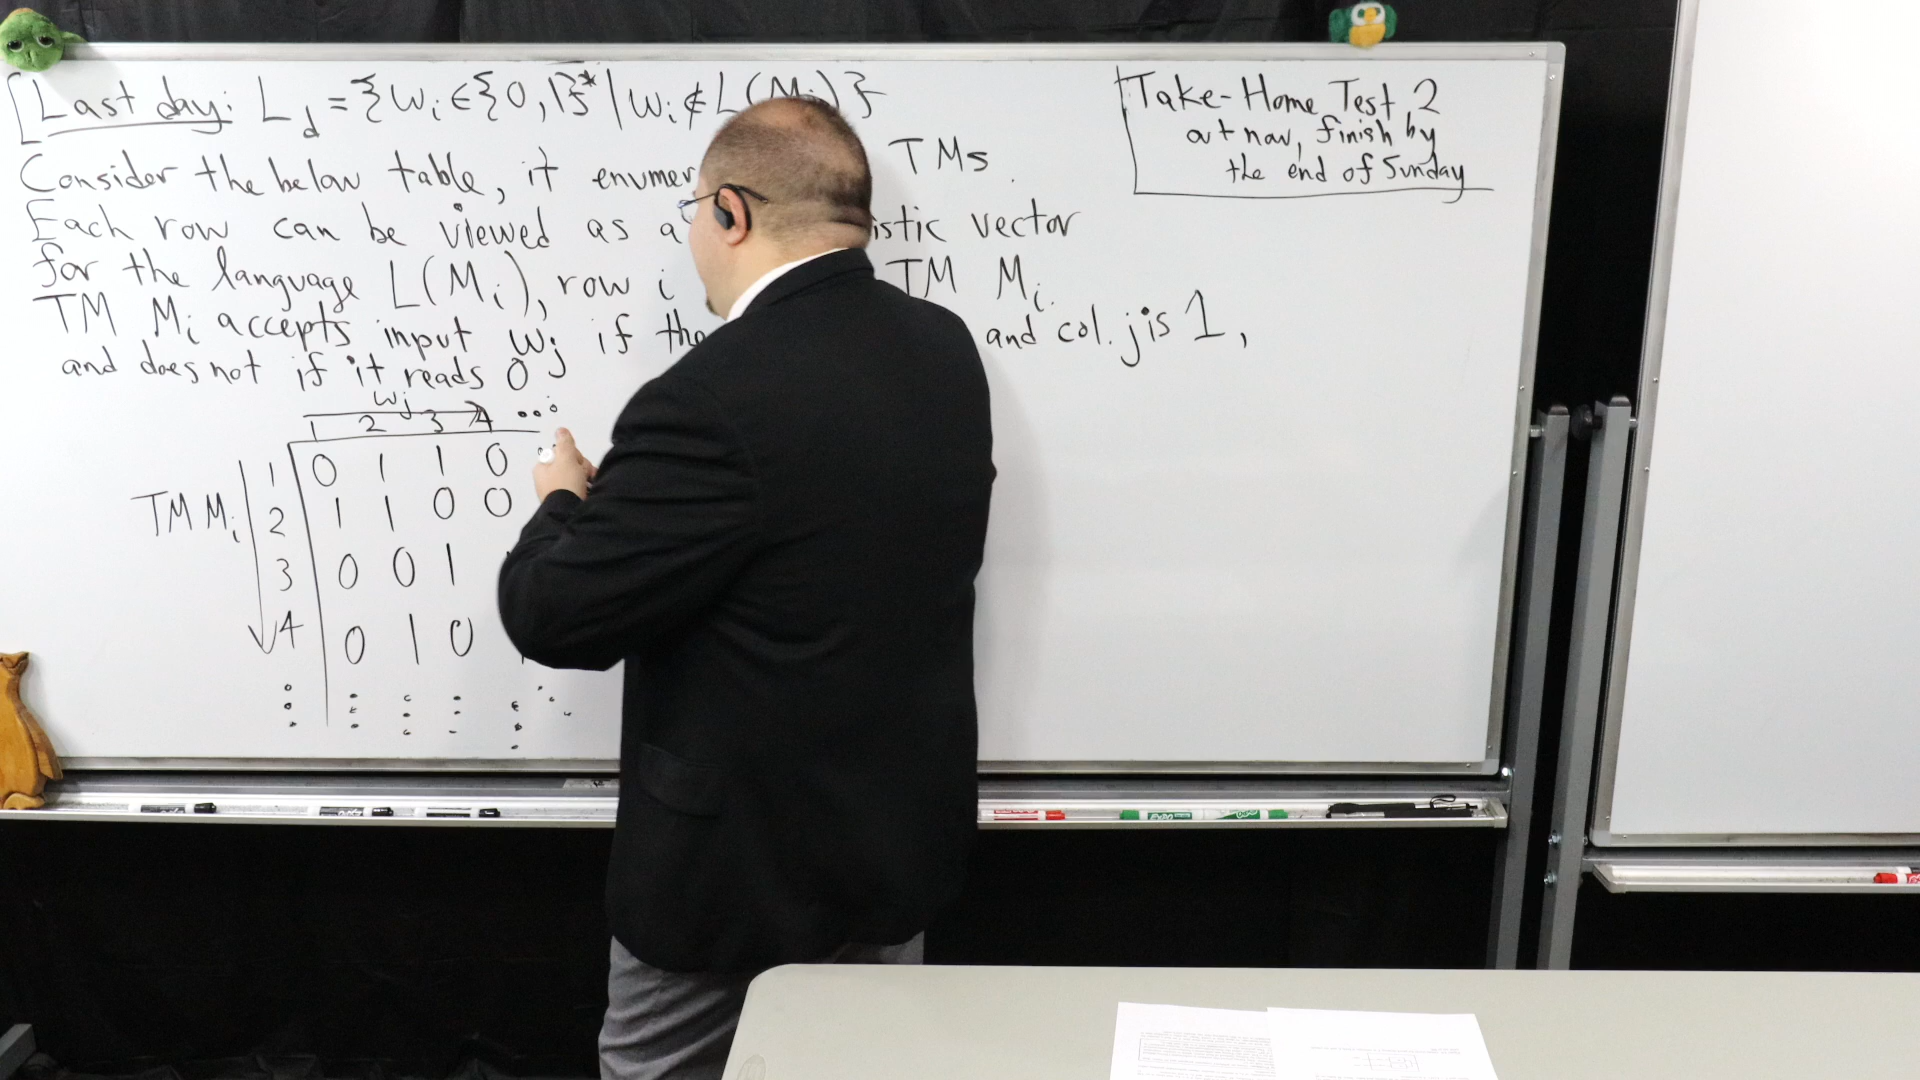 [Last day: L_d = {w_i ∈ {0,1}* | w_i ∉ L(M_i)}
Consider the below table, it enumer TMs.
Each row can be viewed as a istic vector
for the language L(M_i), row i TM M_i.
TM M_i accepts input w_j if the and col. j is 1,
and does not if it reads 0
w_j
1 2 3 4 ...
1 0 1 1 0
TM M_i 2 1 1 0 0
3 0 0 1
4 0 1 0
Take-Home Test 2
out now, finish by
the end of Sunday